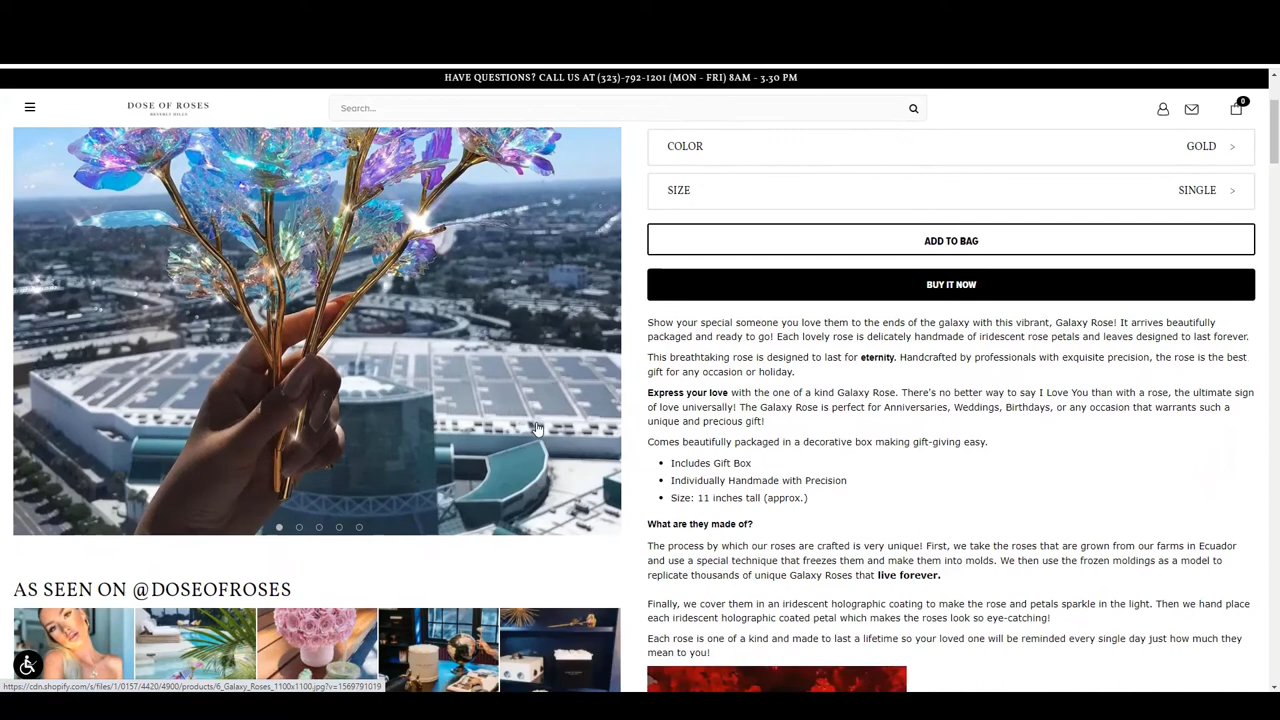 HAVE QUESTIONS? CALL US AT (323)-792-1201 (MON - FRI) 8AM - 3.30 PM
DOSE OF ROSES
BEVERLY HILLS
Search...
0
COLOR GOLD >
SIZE SINGLE >
ADD TO BAG
BUY IT NOW
Show your special someone you love them to the ends of the galaxy with this vibrant, Galaxy Rose! It arrives beautifully
packaged and ready to go! Each lovely rose is delicately handmade of iridescent rose petals and leaves designed to last forever.
This breathtaking rose is designed to last for eternity. Handcrafted by professionals with exquisite precision, the rose is the best
gift for any occasion or holiday.
Express your love with the one of a kind Galaxy Rose. There's no better way to say I Love You than with a rose, the ultimate sign
of love universally! The Galaxy Rose is perfect for Anniversaries, Weddings, Birthdays, or any occasion that warrants such a
unique and precious gift!
Comes beautifully packaged in a decorative box making gift-giving easy.
• Includes Gift Box
• Individually Handmade with Precision
• Size: 11 inches tall (approx.)
What are they made of?
The process by which our roses are crafted is very unique! First, we take the roses that are grown from our farms in Ecuador
and use a special technique that freezes them and make them into molds. We then use the frozen moldings as a model to
replicate thousands of unique Galaxy Roses that live forever.
Finally, we cover them in an iridescent holographic coating to make the rose and petals sparkle in the light. Then we hand place
each iridescent holographic coated petal which makes the roses look so eye-catching!
Each rose is one of a kind and made to last a lifetime so your loved one will be reminded every single day just how much they
mean to you!
AS SEEN ON @DOSEOFROSES
https://cdn.shopify.com/s/files/1/0157/4420/4900/products/6_Galaxy_Roses_1100x1100.jpg?v=1569791019